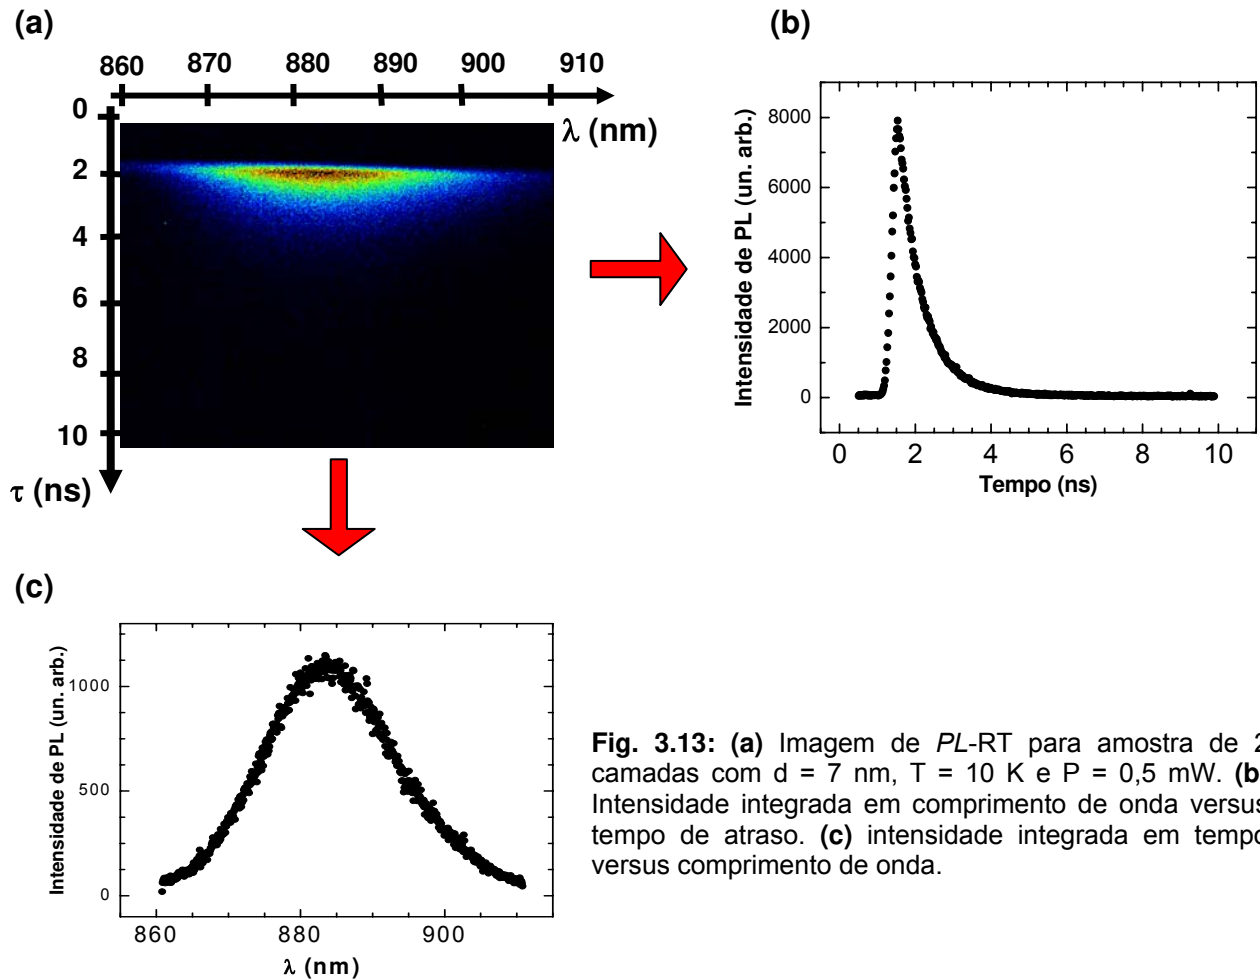 (a)
860 870 880 890 900 910
λ (nm)
0
2
4
6
8
10
τ (ns)
(b)
Intensidade de PL (un. arb.)
8000
6000
4000
2000
0
0 2 4 6 8 10
Tempo (ns)
(c)
Intensidade de PL (un. arb.)
1000
500
0
860 880 900
λ (nm)
Fig. 3.13: (a) Imagem de PL-RT para amostra de 2
camadas com d = 7 nm, T = 10 K e P = 0,5 mW. (b
Intensidade integrada em comprimento de onda versus
tempo de atraso. (c) intensidade integrada em tempo
versus comprimento de onda.